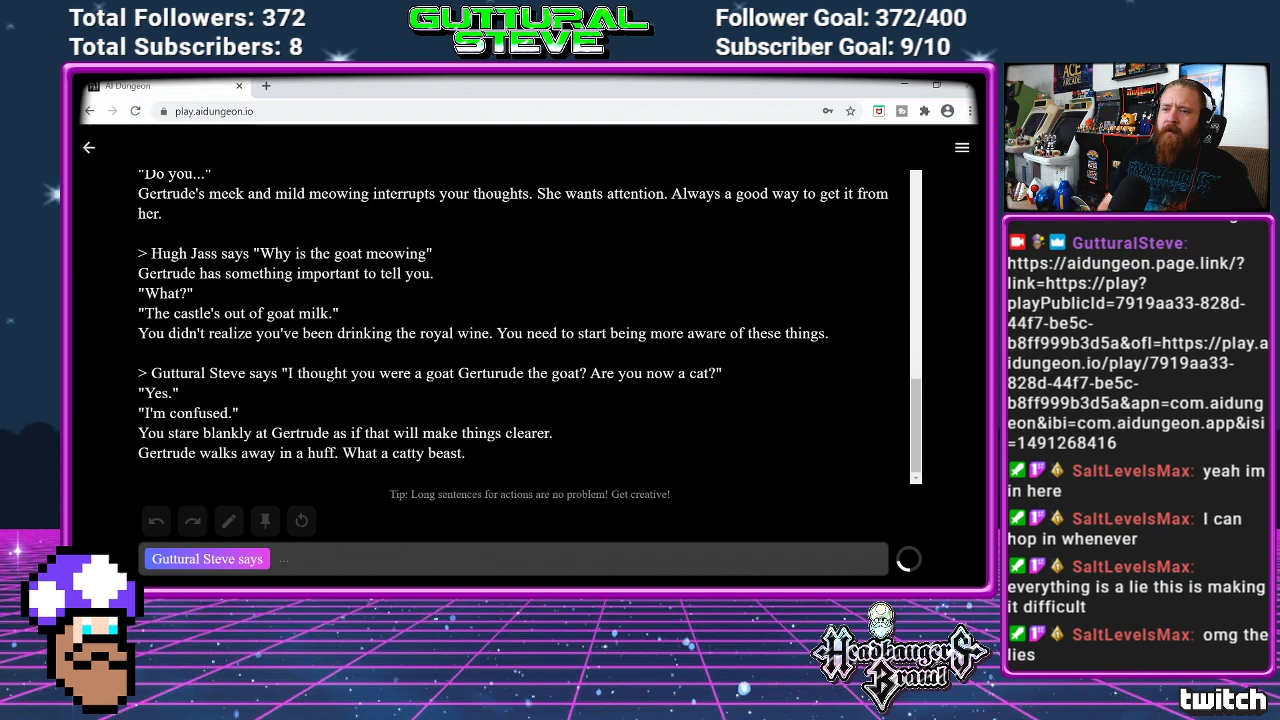 Total Followers: 372
Total Subscribers: 8
GUTTURAL
STEVE
Follower Goal: 372/400
Subscriber Goal: 9/10
AI Dungeon
play.aidungeon.io
"Do you..."
Gertrude's meek and mild meowing interrupts your thoughts. She wants attention. Always a good way to get it from
her.
> Hugh Jass says "Why is the goat meowing"
Gertrude has something important to tell you.
"What?"
"The castle's out of goat milk."
You didn't realize you've been drinking the royal wine. You need to start being more aware of these things.
> Guttural Steve says "I thought you were a goat Gerturude the goat? Are you now a cat?"
"Yes."
"I'm confused."
You stare blankly at Gertrude as if that will make things clearer.
Gertrude walks away in a huff. What a catty beast.
Tip: Long sentences for actions are no problem! Get creative!
Guttural Steve says ...
GutturalSteve:
https://aidungeon.page.link/?
link=https://play?
playPublicId=7919aa33-828d-
44f7-be5c-
b8ff999b3d5a&ofl=https://play.a
idungeon.io/play/7919aa33-
828d-44f7-be5c-
b8ff999b3d5a&apn=com.aidung
eon&ibi=com.aidungeon.app&isi
=1491268416
SaltLevelsMax: yeah im
in here
SaltLevelsMax: I can
hop in whenever
SaltLevelsMax:
everything is a lie this is making
it difficult
SaltLevelsMax: omg the
lies
Headbangers
Brawl
twitch